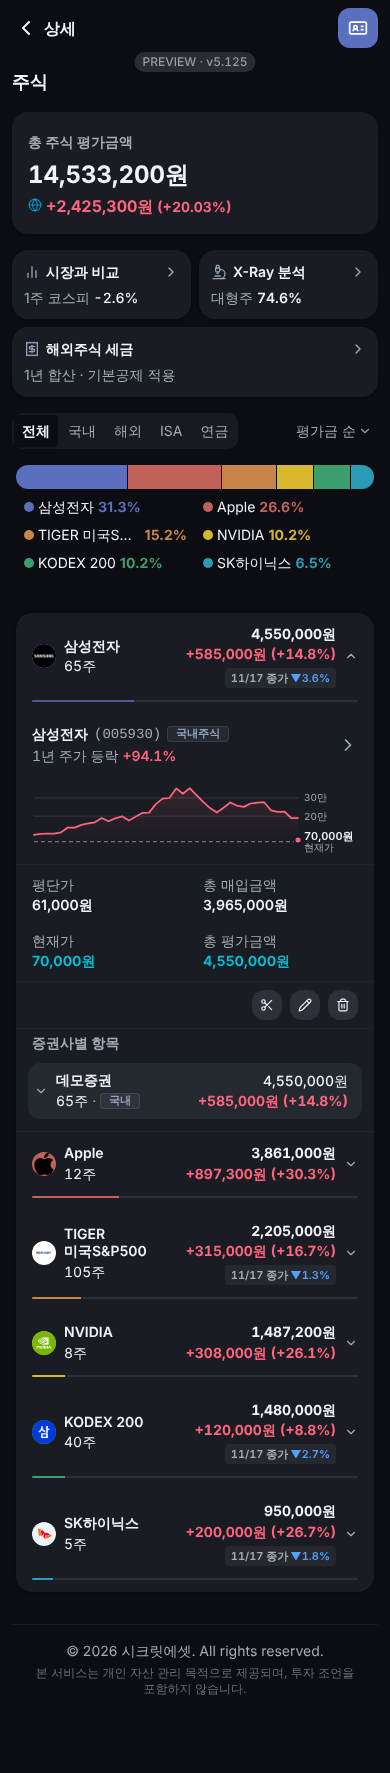 상세
PREVIEW · v5.125
주식
총 주식 평가금액
14,533,200원
+2,425,300원 (+20.03%)
시장과 비교
1주 코스피 -2.6%
X-Ray 분석
대형주 74.6%
해외주식 세금
1년 합산 · 기본공제 적용
전체 국내 해외 ISA 연금 평가금 순
삼성전자 31.3% Apple 26.6%
TIGER 미국S... 15.2% NVIDIA 10.2%
KODEX 200 10.2% SK하이닉스 6.5%
SAMSUNG
삼성전자
65주
4,550,000원
+585,000원 (+14.8%)
11/17 종가 ▼3.6%
삼성전자 (005930) 국내주식
1년 주가 등락 +94.1%
30만
20만
70,000원
현재가
평단가 총 매입금액
61,000원 3,965,000원
현재가 총 평가금액
70,000원 4,550,000원
증권사별 항목
데모증권 4,550,000원
65주 · 국내 +585,000원 (+14.8%)
Apple 3,861,000원
12주 +897,300원 (+30.3%)
TIGER
미국S&P500
105주
2,205,000원
+315,000원 (+16.7%)
11/17 종가 ▼1.3%
NVIDIA 1,487,200원
8주 +308,000원 (+26.1%)
삼
KODEX 200
40주
1,480,000원
+120,000원 (+8.8%)
11/17 종가 ▼2.7%
SK하이닉스
5주
950,000원
+200,000원 (+26.7%)
11/17 종가 ▼1.8%
© 2026 시크릿에셋. All rights reserved.
본 서비스는 개인 자산 관리 목적으로 제공되며, 투자 조언을
포함하지 않습니다.